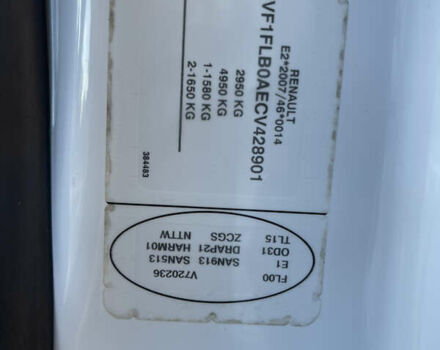 RENAULT
E2*2007/46*0014
VF1FLB0AECV428901
2950 KG
4950 KG
1-1580 KG
2-1650 KG
384483
FL00 E1 OD31 TL15
SAN913 DRAP21 ZCGS
SAN513 HARM01 NTTW
V720236